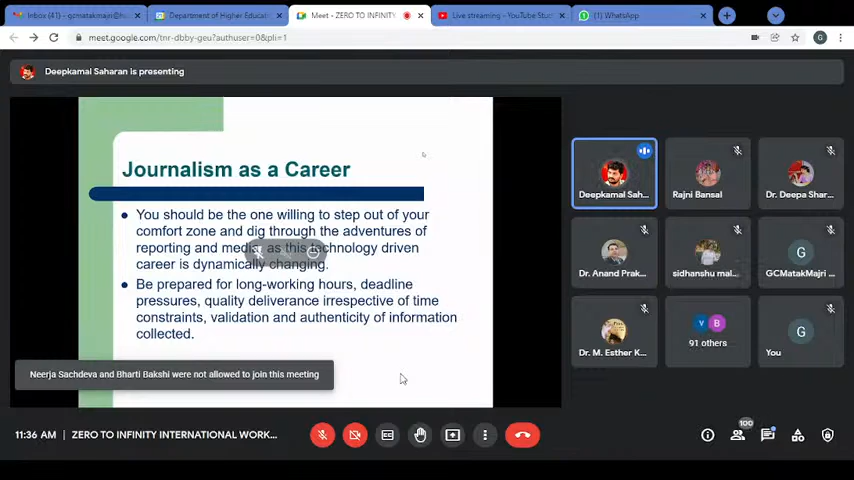 Inbox (41) - gzmatakmajri@h
Department of Higher Educati
Meet - ZERO TO INFINITY
Live streaming - YouTube Stu
(1) WhatsApp
meet.google.com/tnr-dbby-geu?authuser=0&pli=1
G
Deepkamal Saharan is presenting
Journalism as a Career
You should be the one willing to step out of your
comfort zone and dig through the adventures of
reporting and media, as this technology driven
career is dynamically changing.
Be prepared for long-working hours, deadline
pressures, quality deliverance irrespective of time
constraints, validation and authenticity of information
collected.
Neerja Sachdeva and Bharti Bakshi were not allowed to join this meeting
Deepkamal Sah...
Rajni Bansal
Dr. Deepa Shar...
Dr. Anand Prak...
sidhanshu mal...
G
GCMatakMajri ...
Dr. M. Esther K...
V B
91 others
G
You
11:36 AM | ZERO TO INFINITY INTERNATIONAL WORK...
100